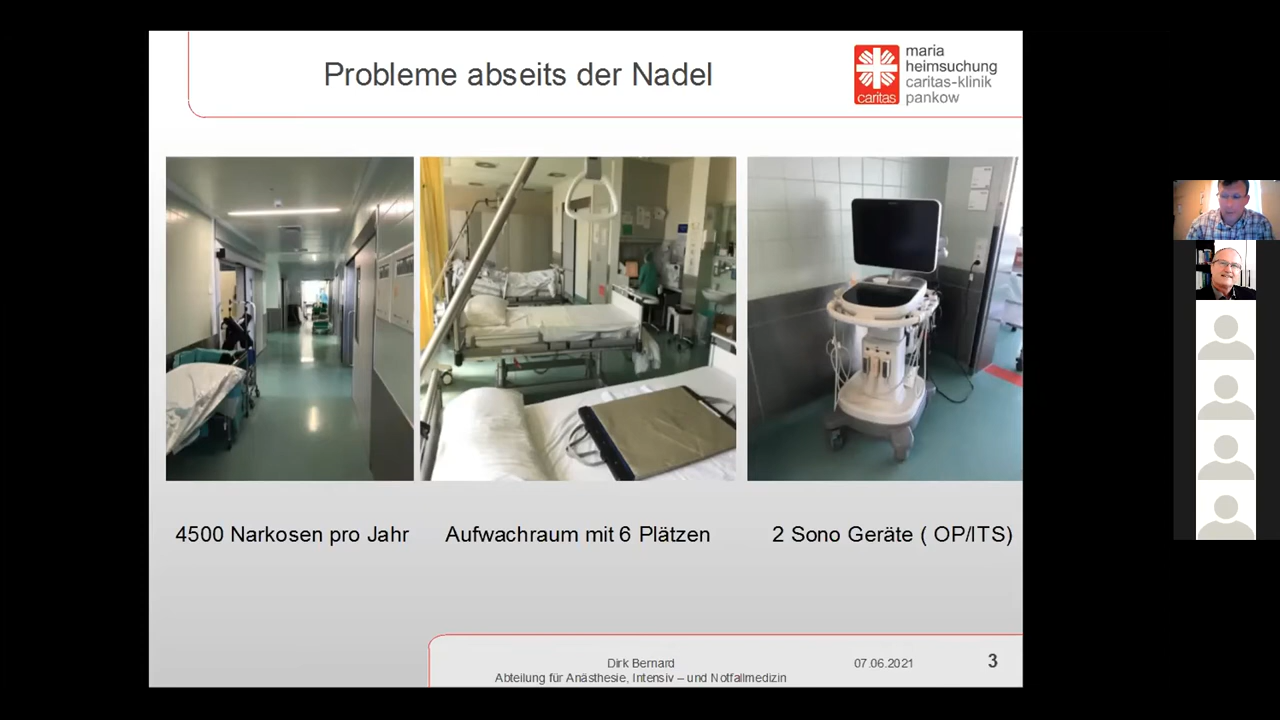 Probleme abseits der Nadel
maria
heimsuchung
caritas-klinik
pankow
caritas
4500 Narkosen pro Jahr
Aufwachraum mit 6 Plätzen
2 Sono Geräte ( OP/ITS)
Dirk Bernard
07.06.2021
3
Abteilung für Anästhesie, Intensiv – und Notfallmedizin